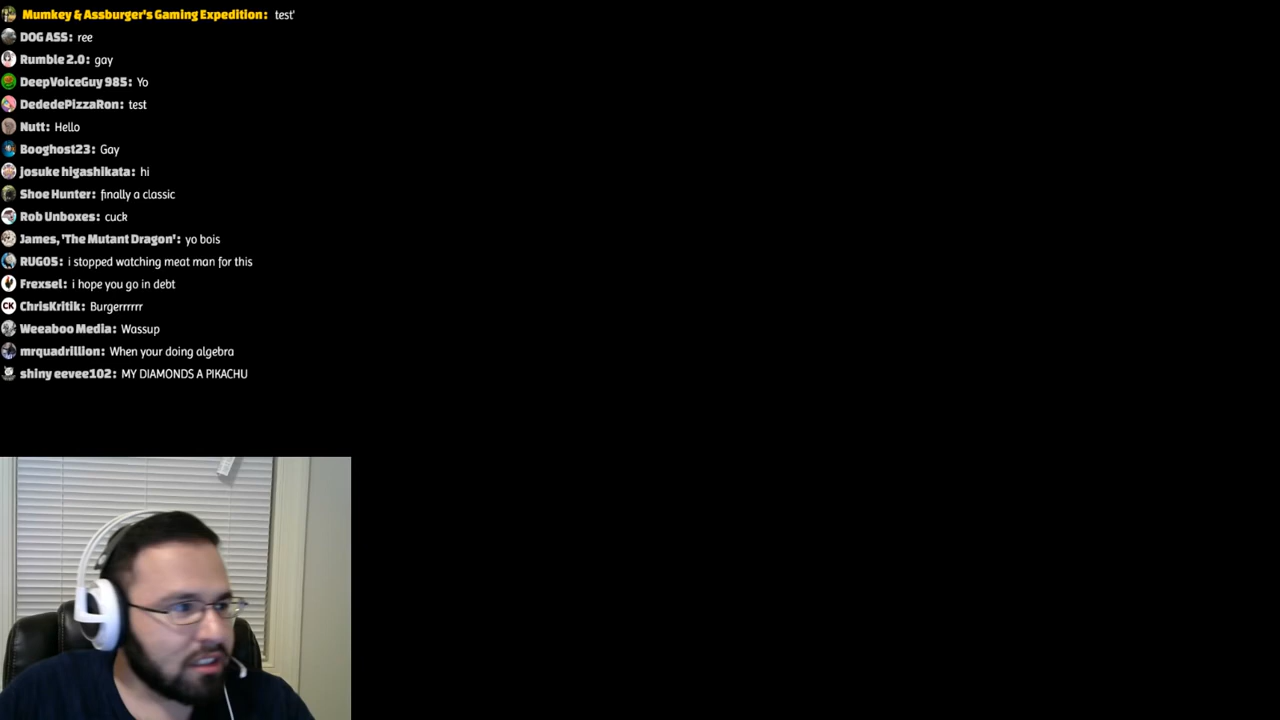 Mumkey & Assburger's Gaming Expedition: test'
DOG ASS: ree
Rumble 2.0: gay
DeepVoiceGuy 985: Yo
DededePizzaRon: test
Nutt: Hello
Booghost23: Gay
josuke higashikata: hi
Shoe Hunter: finally a classic
Rob Unboxes: cuck
James, 'The Mutant Dragon': yo bois
RUG05: i stopped watching meat man for this
Frexsel: i hope you go in debt
CK ChrisKritik: Burgerrrrrr
Weeaboo Media: Wassup
mrquadrillion: When your doing algebra
shiny eevee102: MY DIAMONDS A PIKACHU